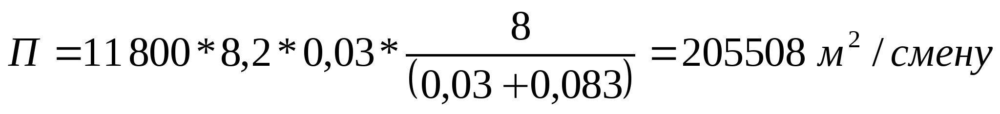 П = 11 800 * 8,2 * 0,03 * 8 / (0,03 + 0,083) = 205508 м² / смену